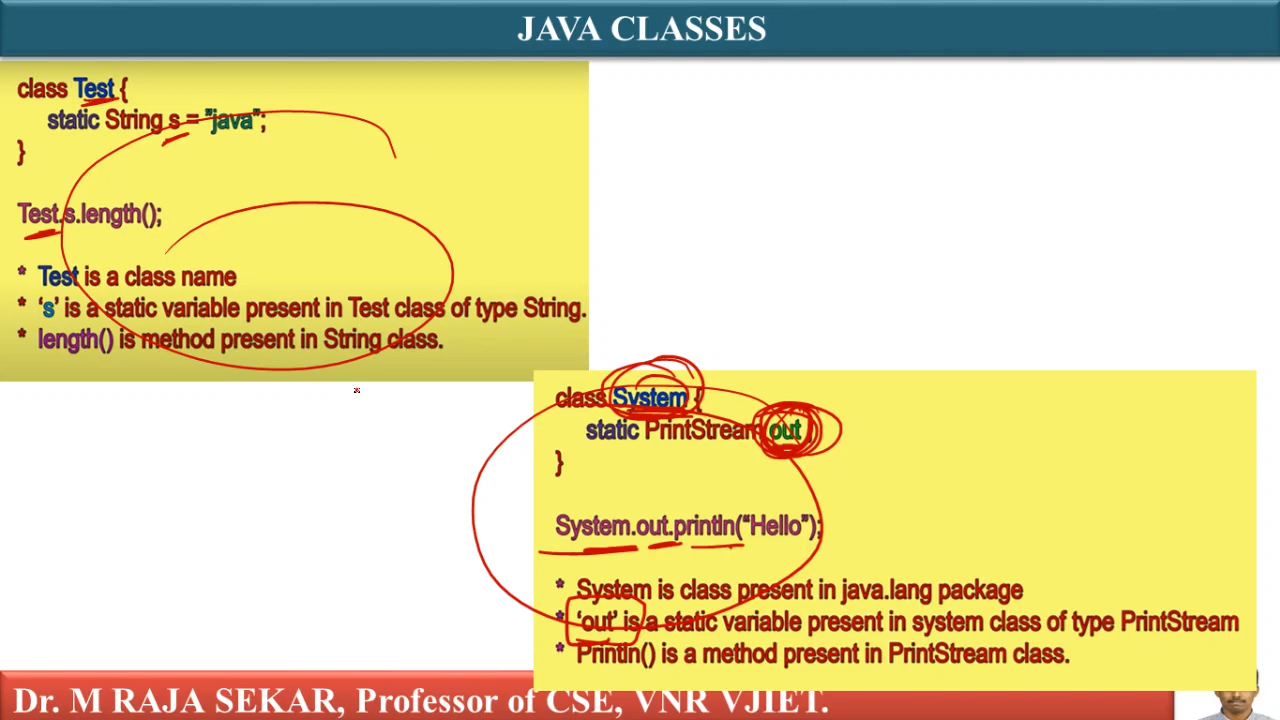 JAVA CLASSES
class Test {
static String s = "java";
}
Test.s.length();
* Test is a class name
* ‘s’ is a static variable present in Test class of type String.
* length() is method present in String class.
class System {
static PrintStream out
}
System.out.println(“Hello”);
* System is class present in java.lang package
* ‘out’ is a static variable present in system class of type PrintStream
* Println() is a method present in PrintStream class.
Dr. M RAJA SEKAR, Professor of CSE, VNR VJIET.